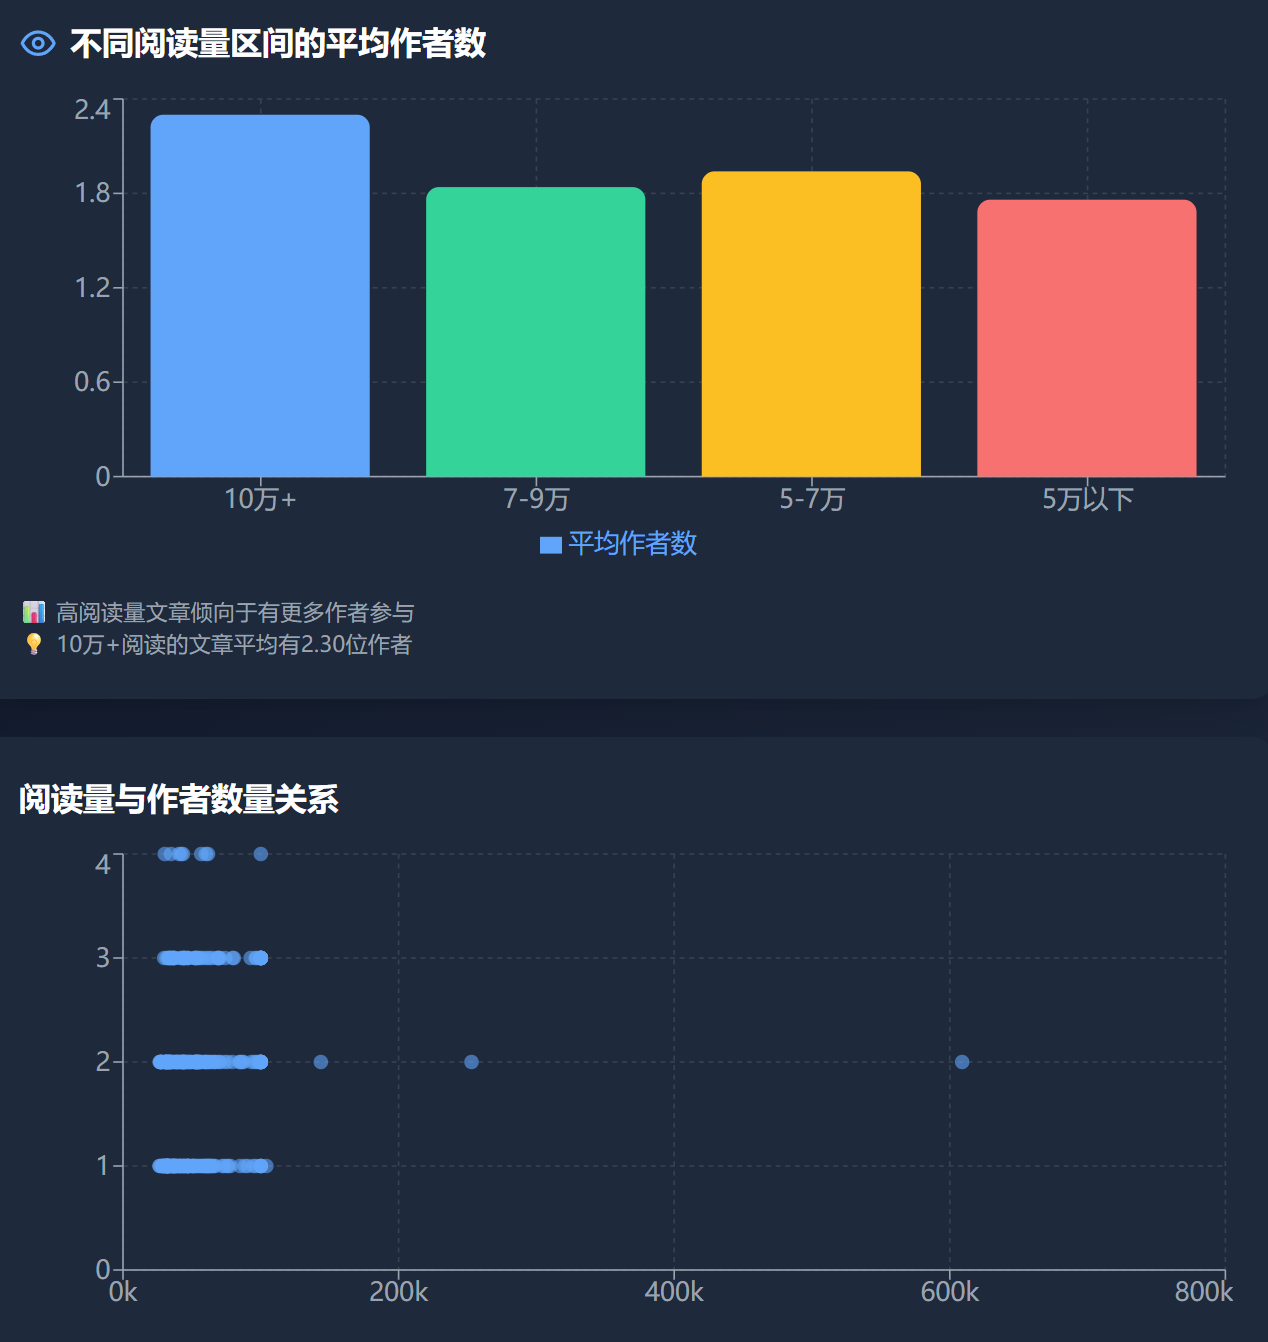 不同阅读量区间的平均作者数
2.4
1.8
1.2
0.6
0
10万+ 7-9万 5-7万 5万以下
平均作者数
📊 高阅读量文章倾向于有更多作者参与
💡 10万+阅读的文章平均有2.30位作者
阅读量与作者数量关系
4
3
2
1
0
0k 200k 400k 600k 800k